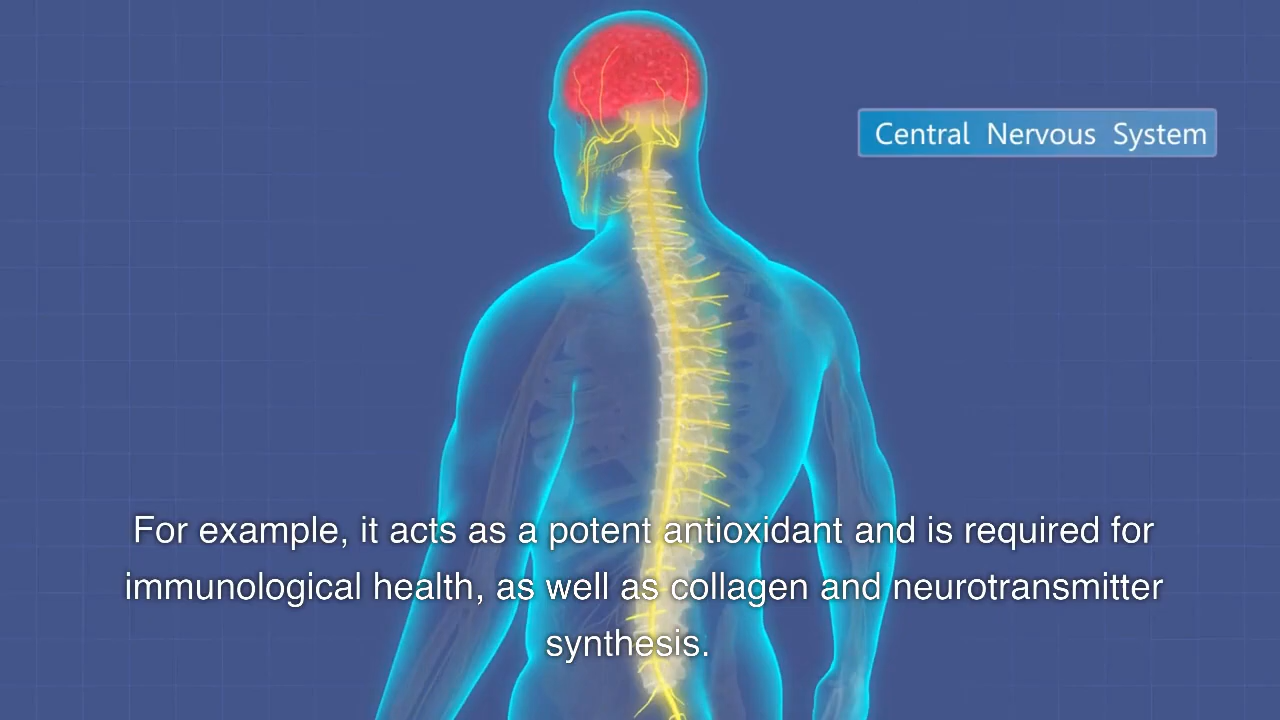 Central Nervous System
For example, it acts as a potent antioxidant and is required for
immunological health, as well as collagen and neurotransmitter
synthesis.